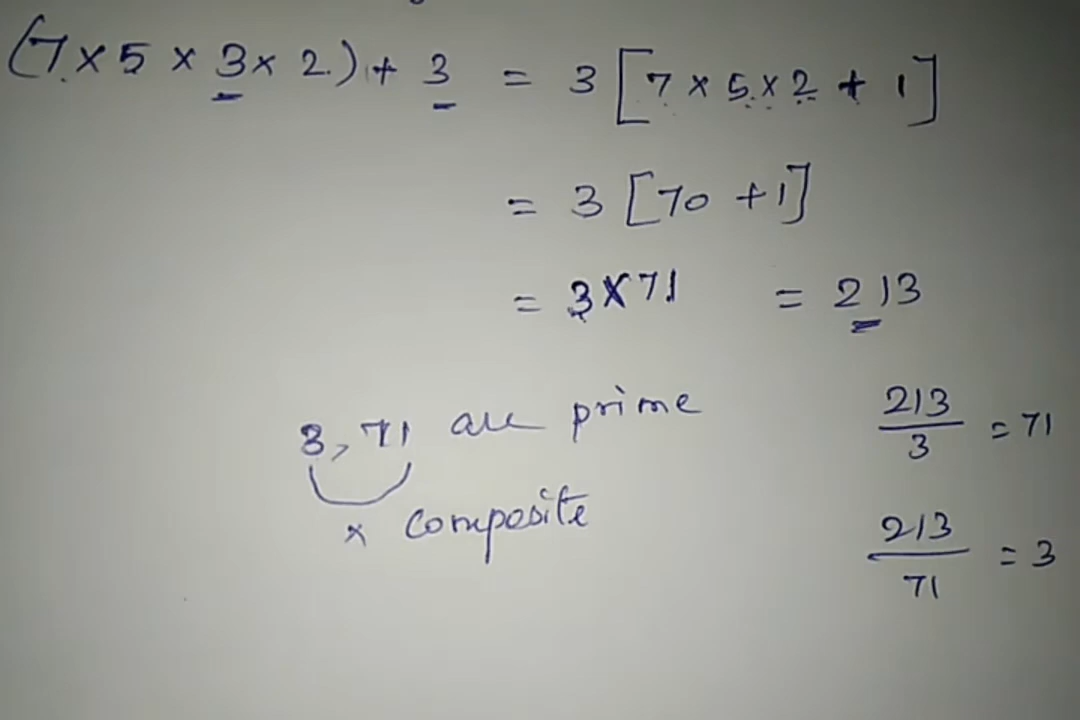 (7 × 5 × 3 × 2) + 3 = 3 [7 × 5 × 2 + 1]
= 3 [70 + 1]
= 3 × 71 = 213
3, 71 are prime
× composite
213/3 = 71
213/71 = 3